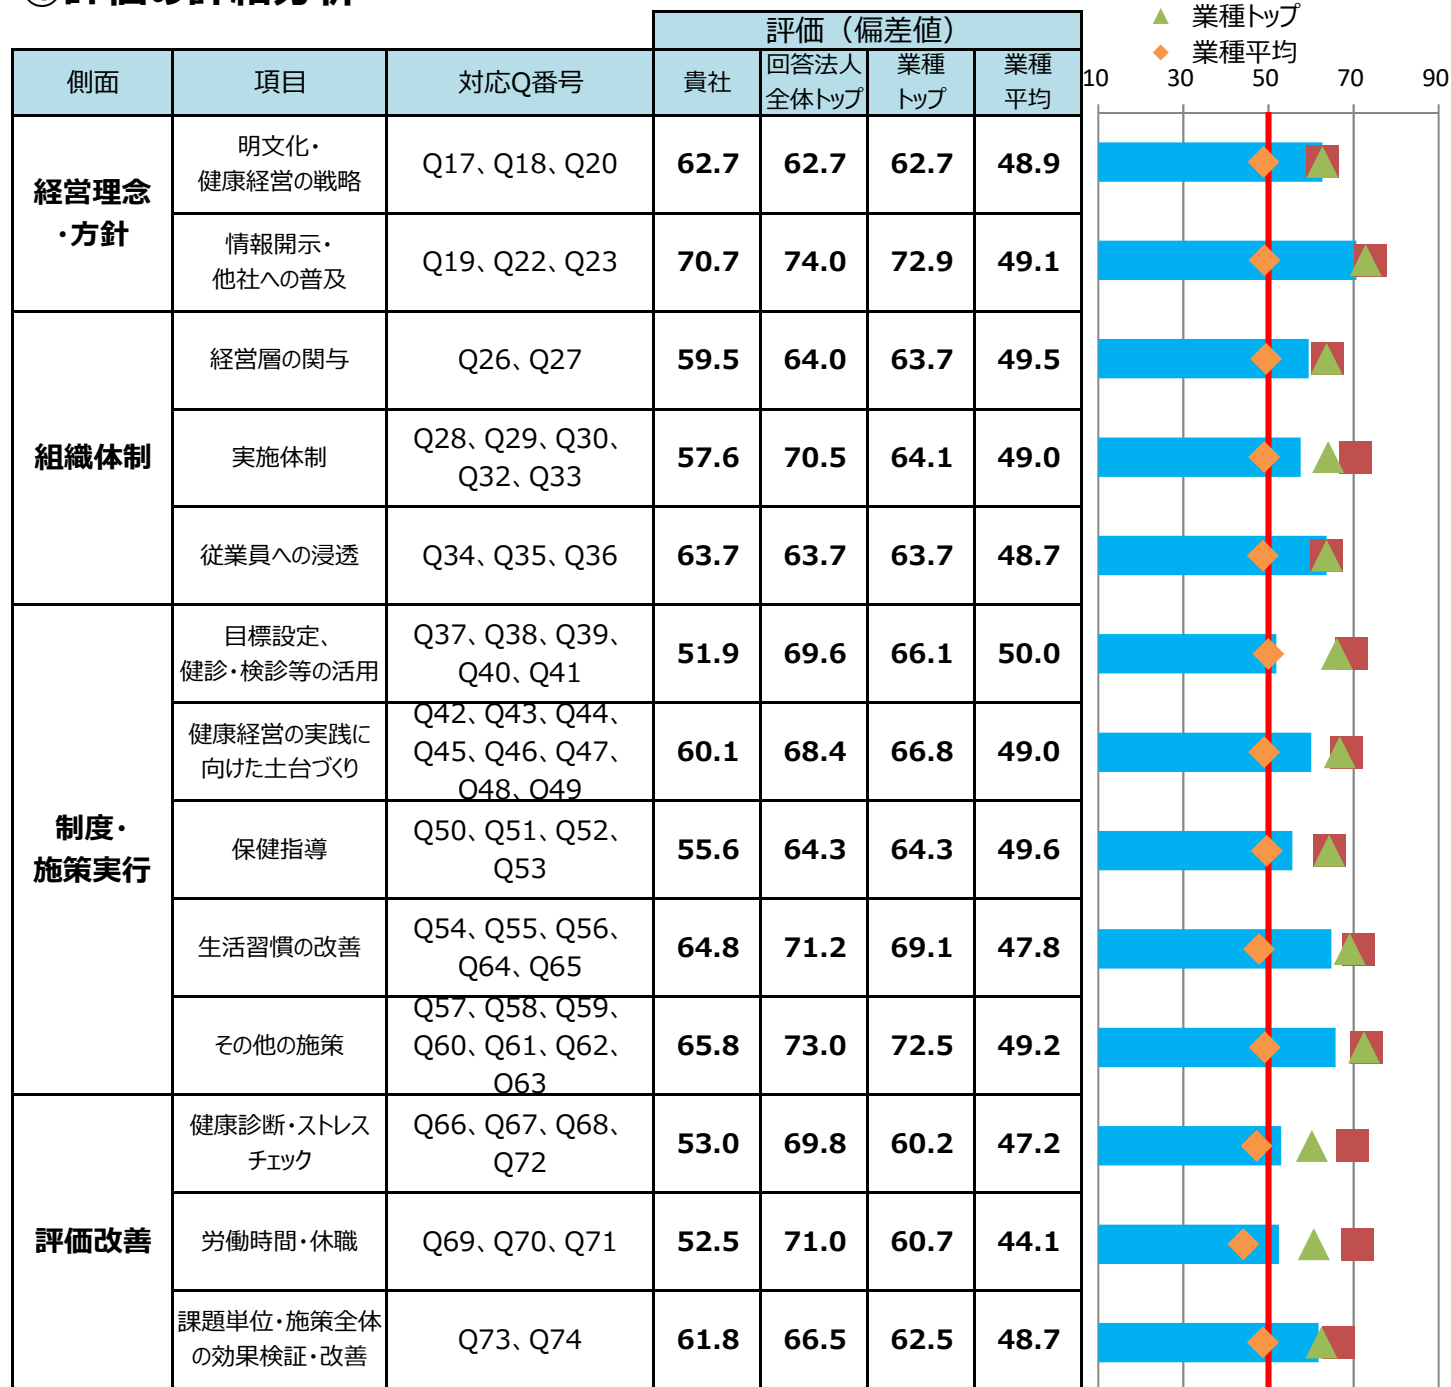 ①評価の詳細分析
▲ 業種トップ
◆ 業種平均
評価（偏差値）
側面 項目 対応Q番号 貴社 回答法人 業種 業種
全体トップ トップ 平均
10 30 50 70 90
経営理念
・方針
明文化・
健康経営の戦略
Q17、Q18、Q20 62.7 62.7 62.7 48.9
情報開示・
他社への普及
Q19、Q22、Q23 70.7 74.0 72.9 49.1
組織体制
経営層の関与 Q26、Q27 59.5 64.0 63.7 49.5
実施体制
Q28、Q29、Q30、
Q32、Q33
57.6 70.5 64.1 49.0
従業員への浸透 Q34、Q35、Q36 63.7 63.7 63.7 48.7
制度・
施策実行
目標設定、
健診・検診等の活用
Q37、Q38、Q39、
Q40、Q41
51.9 69.6 66.1 50.0
健康経営の実践に
向けた土台づくり
Q42、Q43、Q44、
Q45、Q46、Q47、
Q48、Q49
60.1 68.4 66.8 49.0
保健指導
Q50、Q51、Q52、
Q53
55.6 64.3 64.3 49.6
生活習慣の改善
Q54、Q55、Q56、
Q64、Q65
64.8 71.2 69.1 47.8
その他の施策
Q57、Q58、Q59、
Q60、Q61、Q62、
Q63
65.8 73.0 72.5 49.2
評価改善
健康診断・ストレス
チェック
Q66、Q67、Q68、
Q72
53.0 69.8 60.2 47.2
労働時間・休職 Q69、Q70、Q71 52.5 71.0 60.7 44.1
課題単位・施策全体
の効果検証・改善
Q73、Q74 61.8 66.5 62.5 48.7